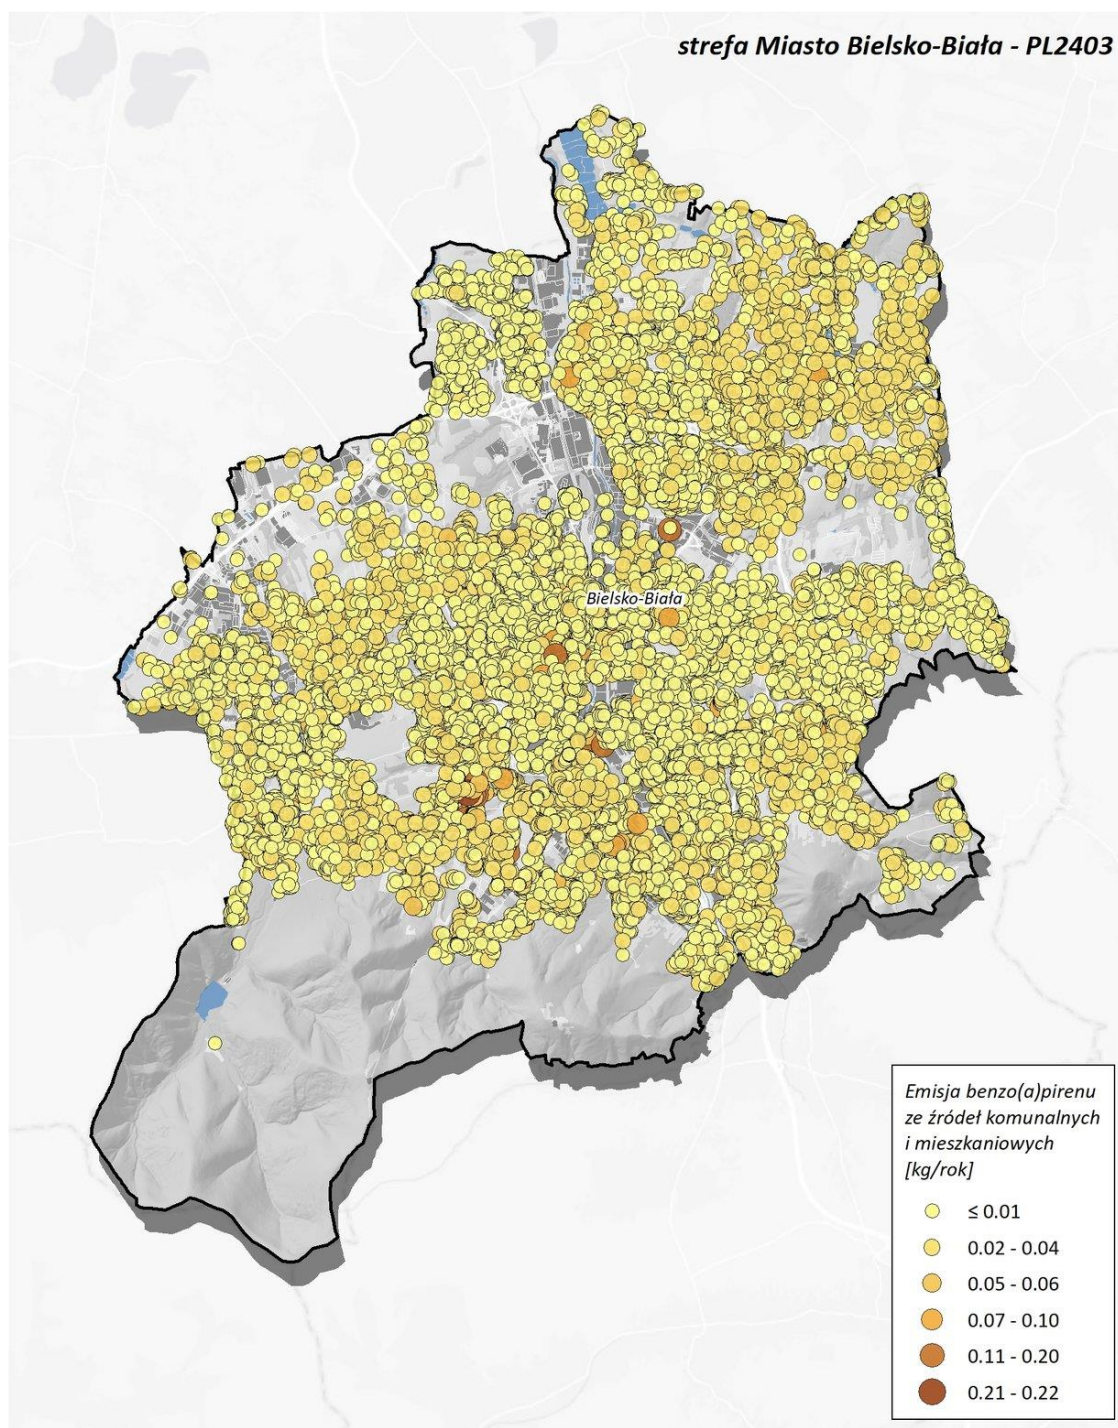 strefa Miasto Bielsko-Biała - PL2403
Bielsko-Biała
Emisja benzo(a)pirenu
ze źródeł komunalnych
i mieszkaniowych
[kg/rok]
≤ 0.01
0.02 - 0.04
0.05 - 0.06
0.07 - 0.10
0.11 - 0.20
0.21 - 0.22